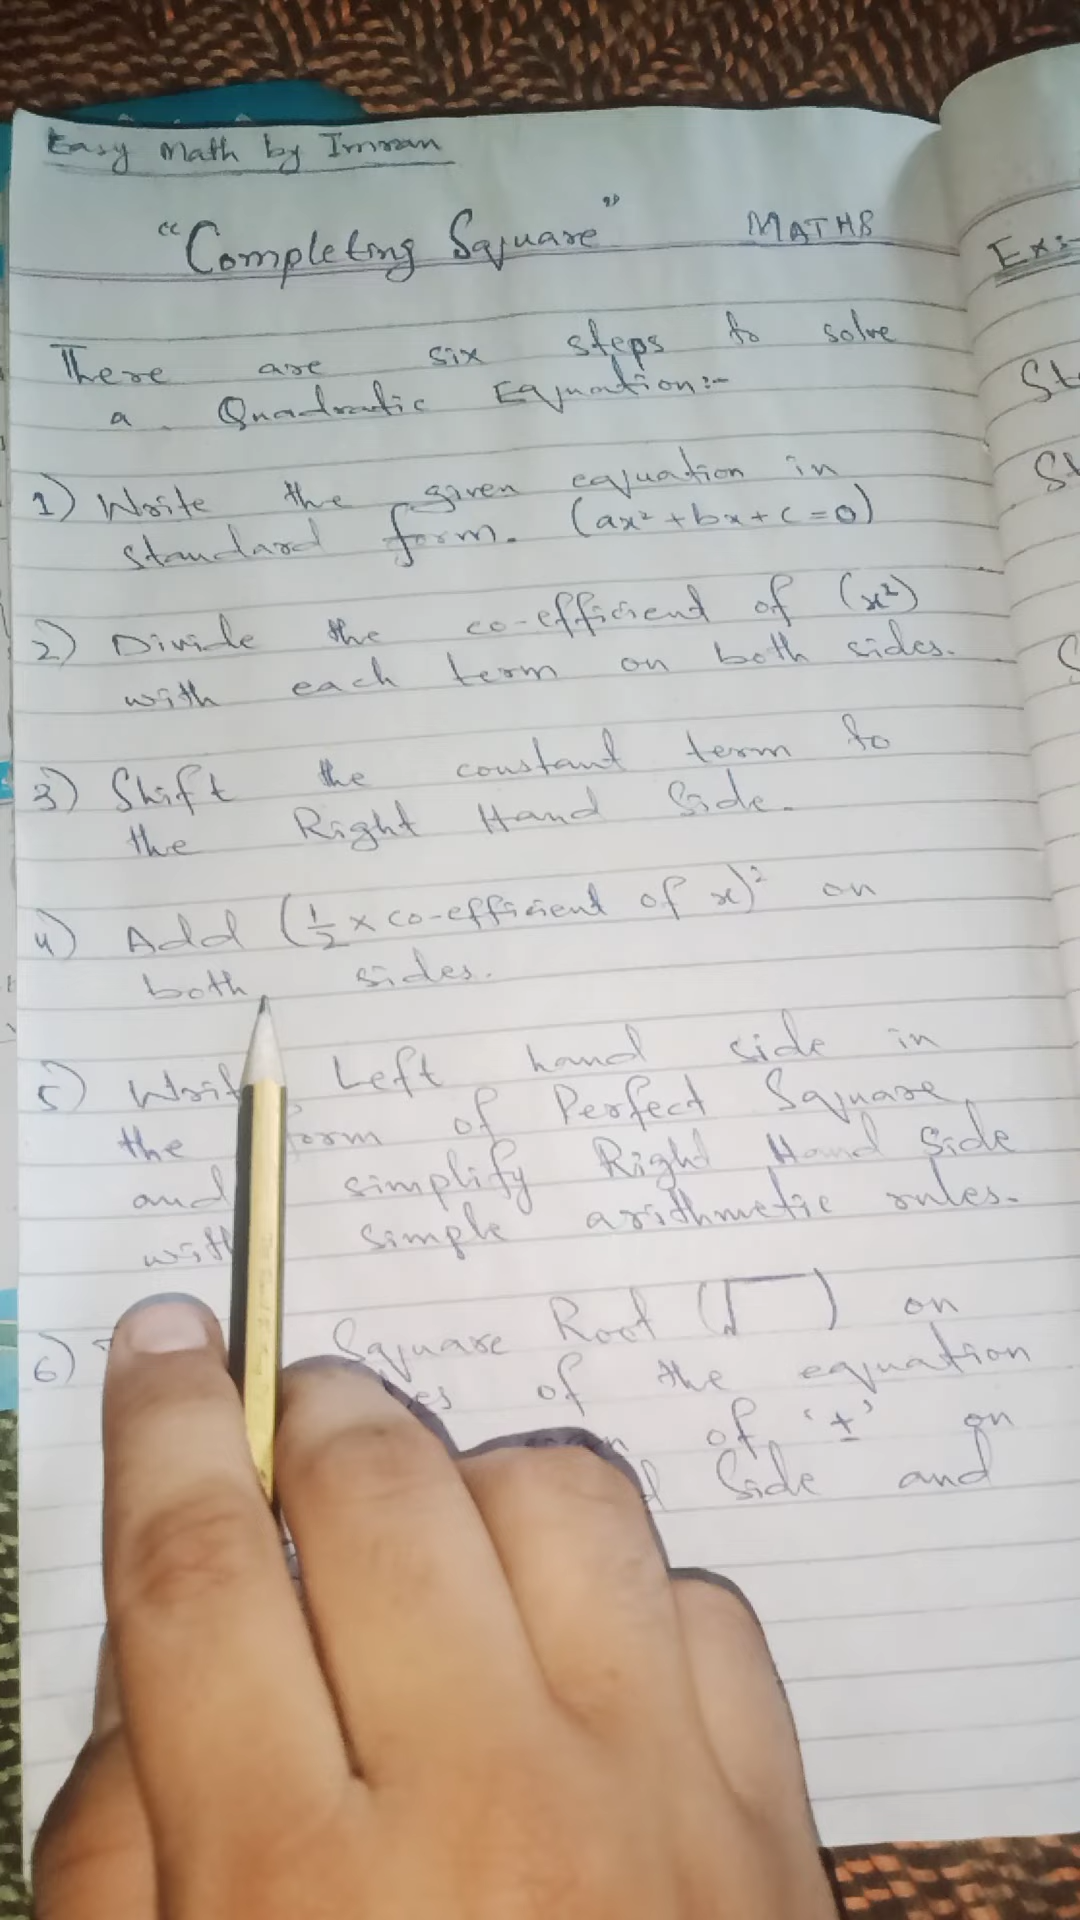 Easy Math by Imran
"Completing Square" MATHS
There are six steps to solve
a Quadratic Equation:-
1) Write the given equation in
standard form. (ax² + bx + c = 0)
2) Divide the co-efficient of (x²)
with each term on both sides.
3) Shift the constant term to
the Right Hand Side.
4) Add (1/2 × co-efficient of x)² on
both sides.
5) Writ Left hand side in
the form of Perfect Square,
and simplify Right Hand Side
with simple arithmetic rules.
6) Square Root (√ ) on
of the equation
of '±' on
Side and
Ex:-
St
St
S